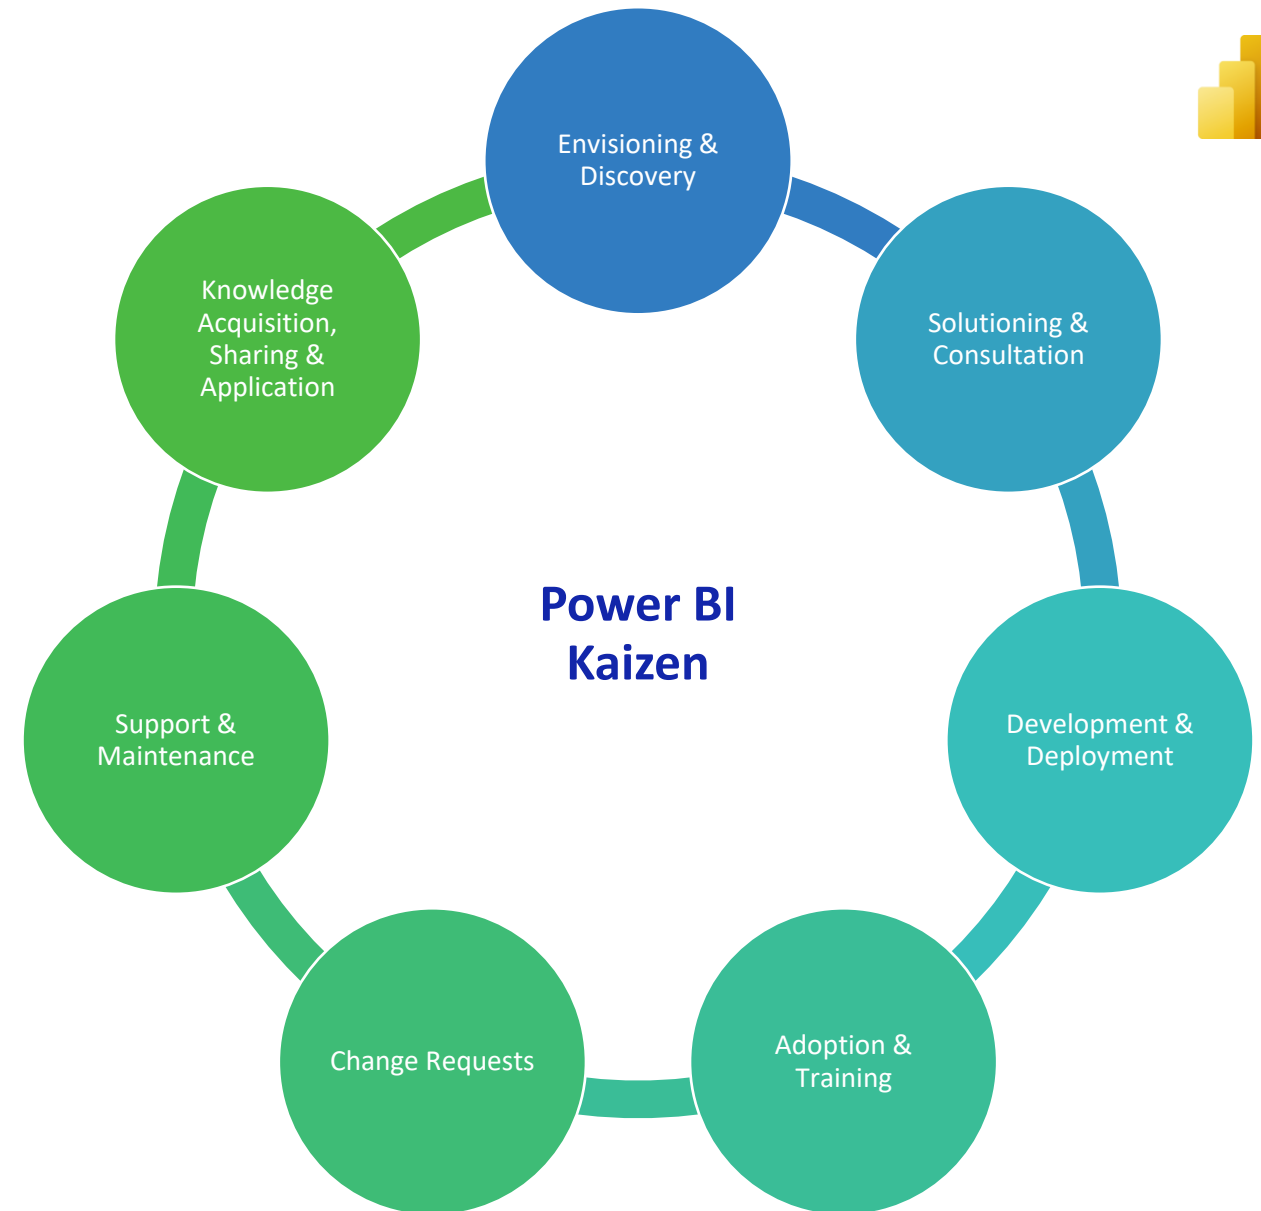 Envisioning &
Discovery
Solutioning &
Consultation
Development &
Deployment
Adoption &
Training
Change Requests
Support &
Maintenance
Knowledge
Acquisition,
Sharing &
Application
Power BI
Kaizen